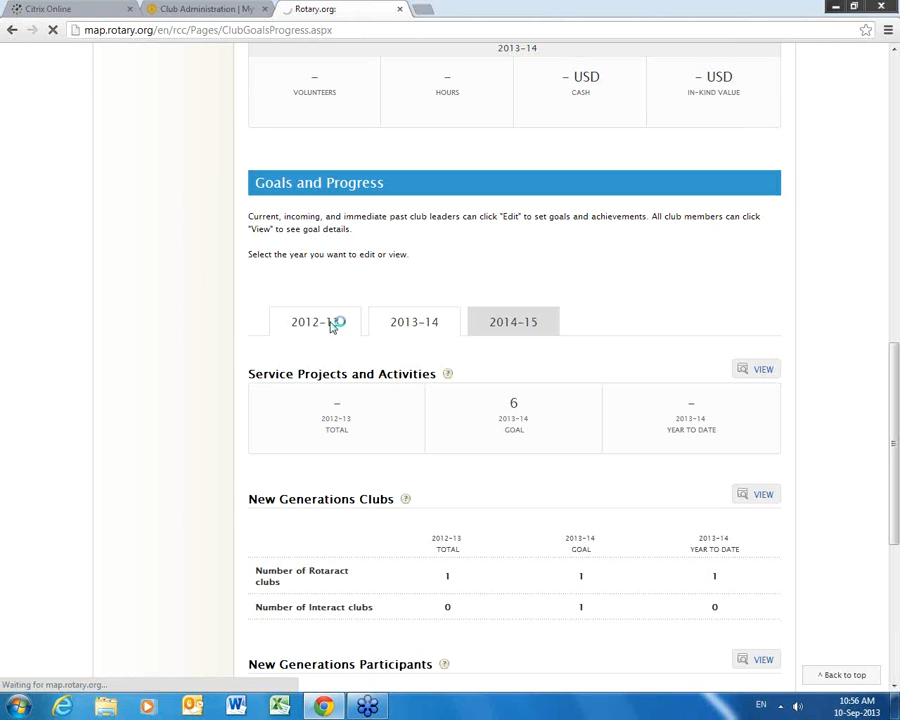 Citrix Online
Club Administration | My
Rotary.org:
map.rotary.org/en/rcc/Pages/ClubGoalsProgress.aspx
2013-14
– – – USD – USD
VOLUNTEERS HOURS CASH IN-KIND VALUE
Goals and Progress
Current, incoming, and immediate past club leaders can click "Edit" to set goals and achievements. All club members can click
"View" to see goal details.
Select the year you want to edit or view.
2012-13 2013-14 2014-15
Service Projects and Activities ? VIEW
– 6 –
2012-13 2013-14 2013-14
TOTAL GOAL YEAR TO DATE
New Generations Clubs ? VIEW
2012-13 2013-14 2013-14
TOTAL GOAL YEAR TO DATE
Number of Rotaract
clubs 1 1 1
Number of Interact clubs 0 1 0
New Generations Participants ? VIEW
^ Back to top
Waiting for map.rotary.org...
EN 10:56 AM
10-Sep-2013